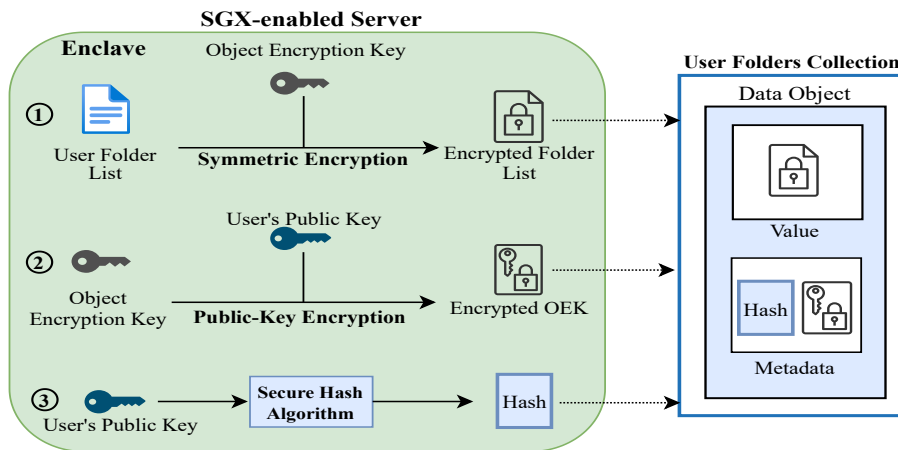 SGX-enabled Server
Enclave
Object Encryption Key
1
User Folder
List
Symmetric Encryption
Encrypted Folder
List
User's Public Key
2
Object
Encryption Key
Public-Key Encryption
Encrypted OEK
3
User's Public Key
Secure Hash
Algorithm
Hash
User Folders Collection
Data Object
Value
Hash
Metadata